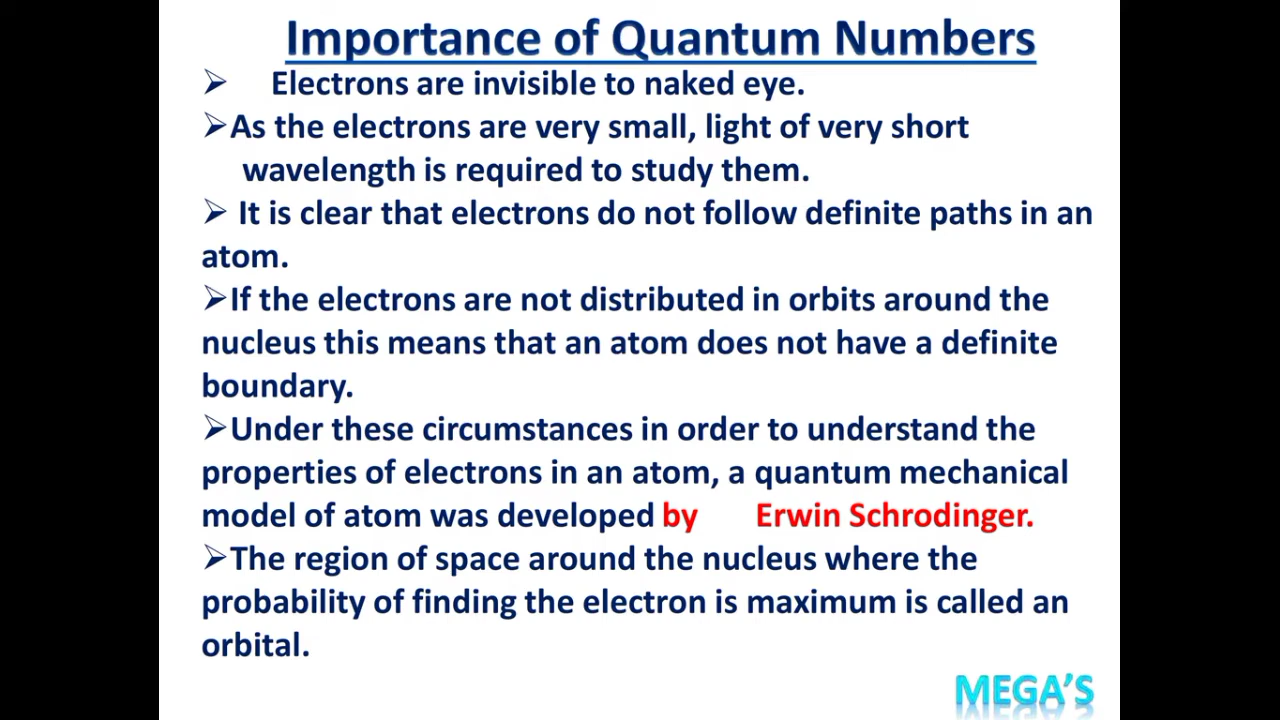 Importance of Quantum Numbers
➢ Electrons are invisible to naked eye.
➢As the electrons are very small, light of very short
wavelength is required to study them.
➢ It is clear that electrons do not follow definite paths in an
atom.
➢If the electrons are not distributed in orbits around the
nucleus this means that an atom does not have a definite
boundary.
➢Under these circumstances in order to understand the
properties of electrons in an atom, a quantum mechanical
model of atom was developed by Erwin Schrodinger.
➢The region of space around the nucleus where the
probability of finding the electron is maximum is called an
orbital.
MEGA'S